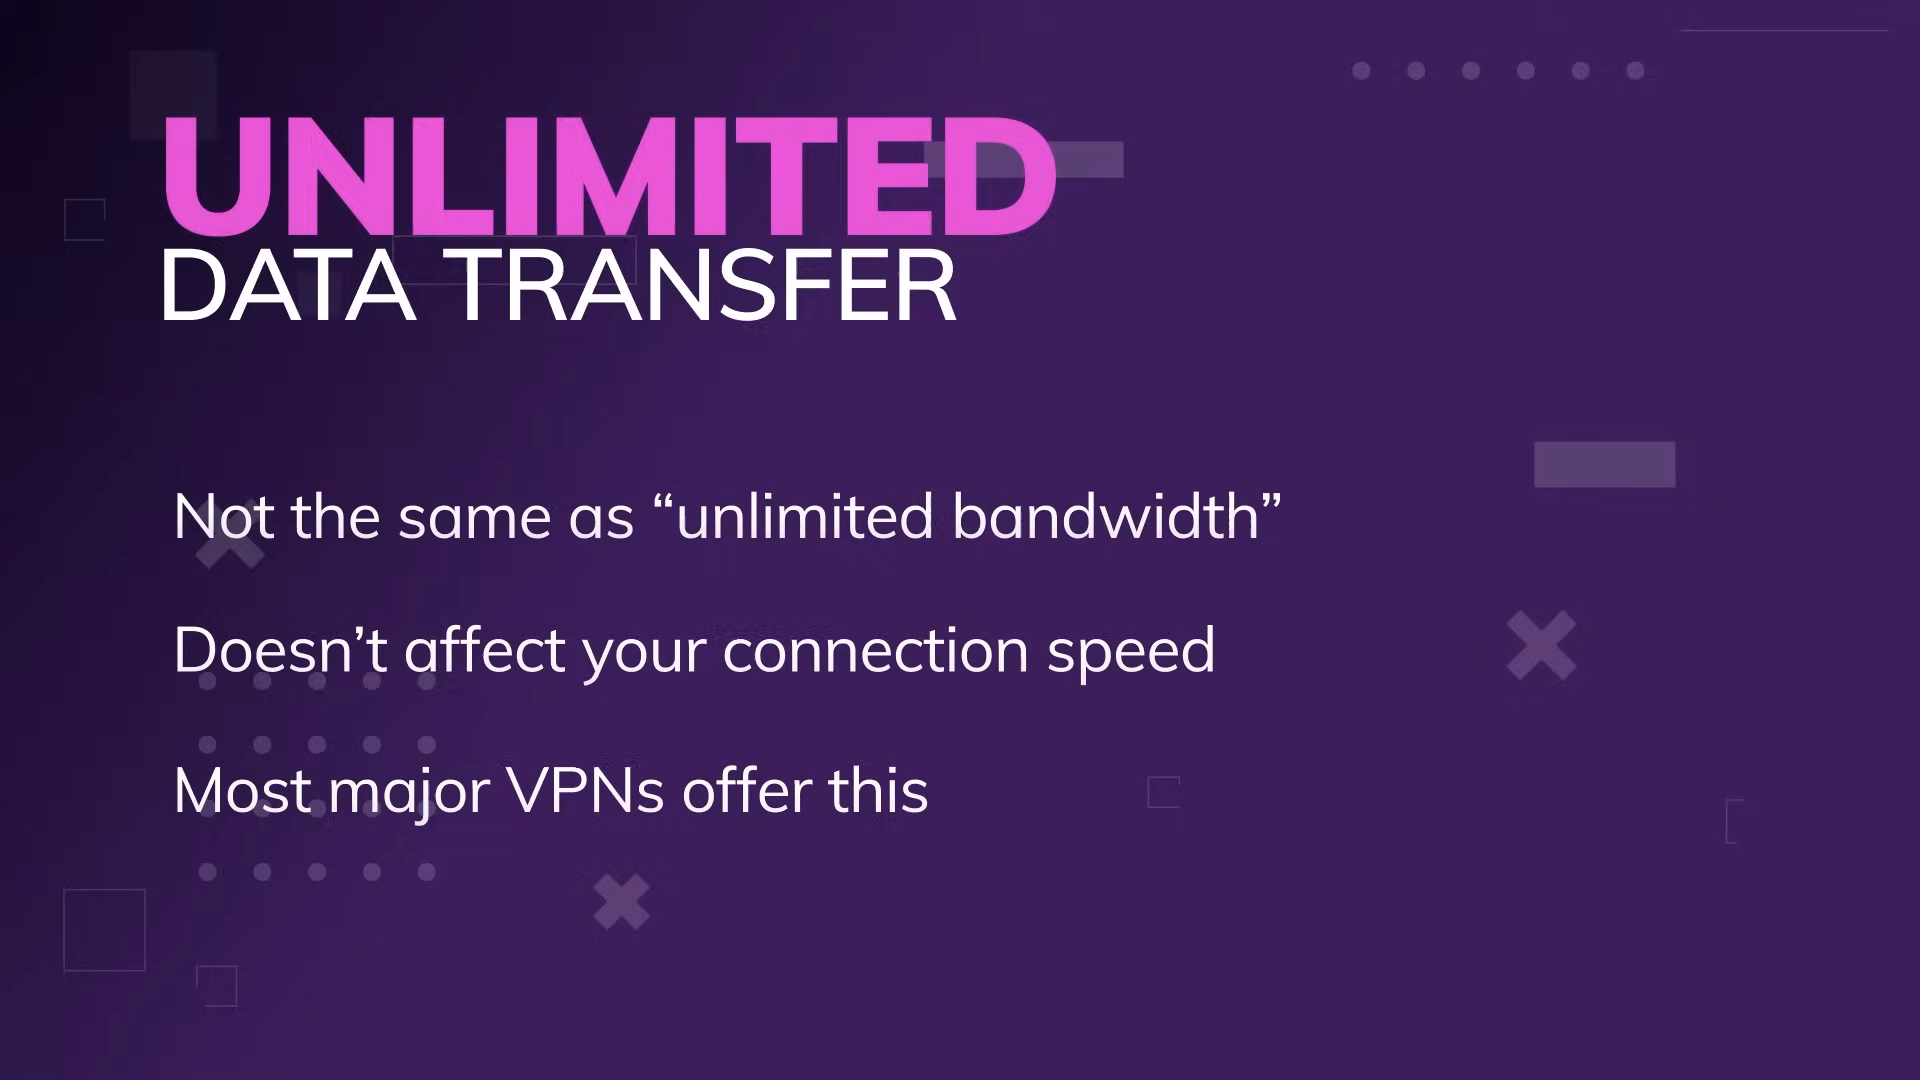 UNLIMITED
DATA TRANSFER
Not the same as “unlimited bandwidth”
Doesn’t affect your connection speed
Most major VPNs offer this